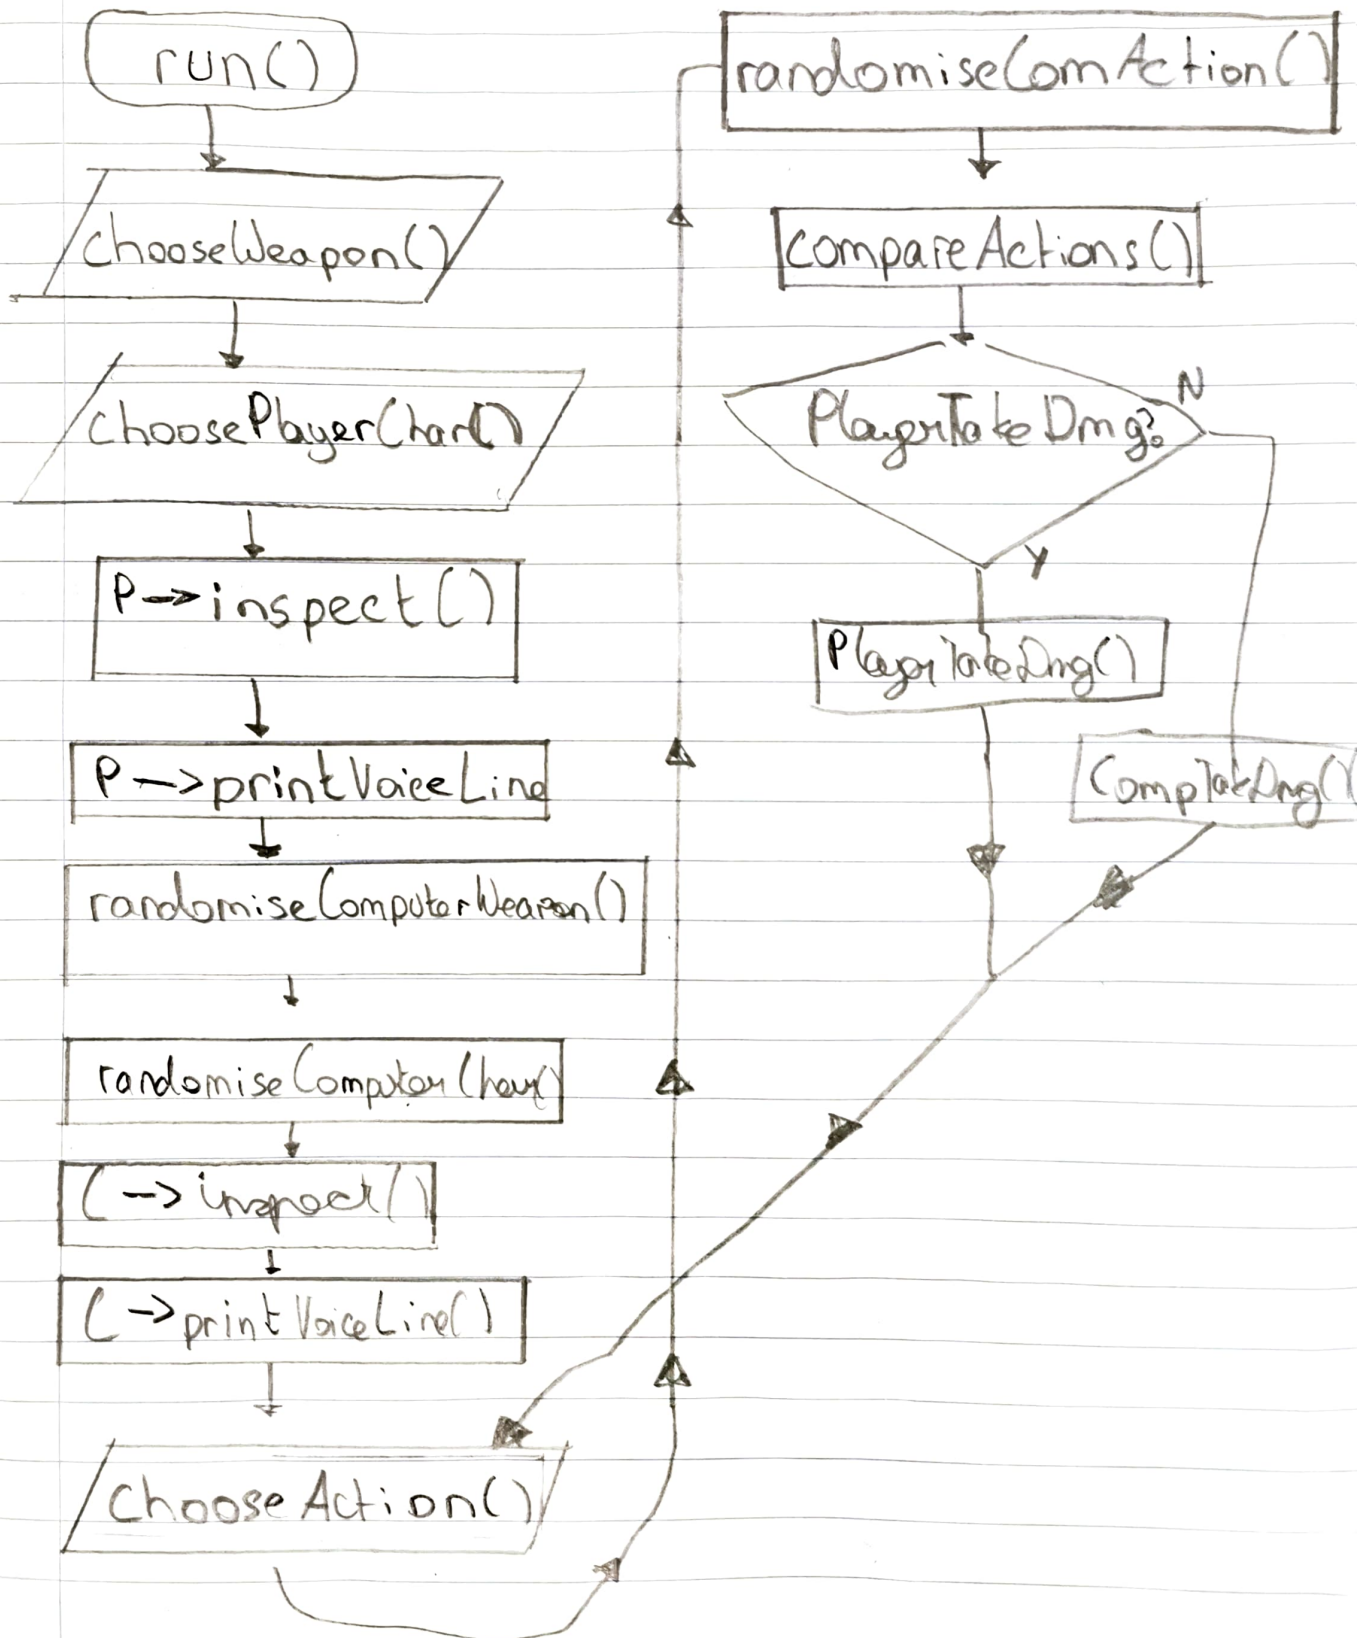 run()
chooseWeapon()
choosePlayerChar()
P->inspect()
P->printVoiceLine
randomiseComputerWeapon()
randomiseComputerChar()
C->inspect()
C->printVoiceLine()
ChooseAction()
randomiseComAction()
compareActions()
PlayerTakeDmg?
N
Y
PlayerTakeDmg()
CompTakeDmg()